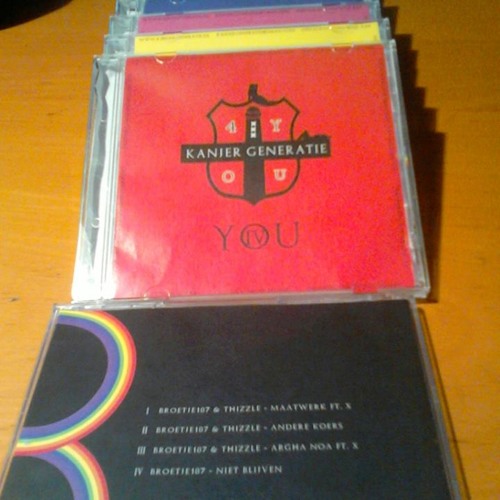 4 Y
KANJER GENERATIE
O U
YOU
IV
I BROETIE107 & THIZZLE - MAATWERK FT. X
II BROETIE107 & THIZZLE - ANDERE KOERS
III BROETIE107 & THIZZLE - ARGHA NOA FT. X
IV BROETIE107 - NIET BLIJVEN